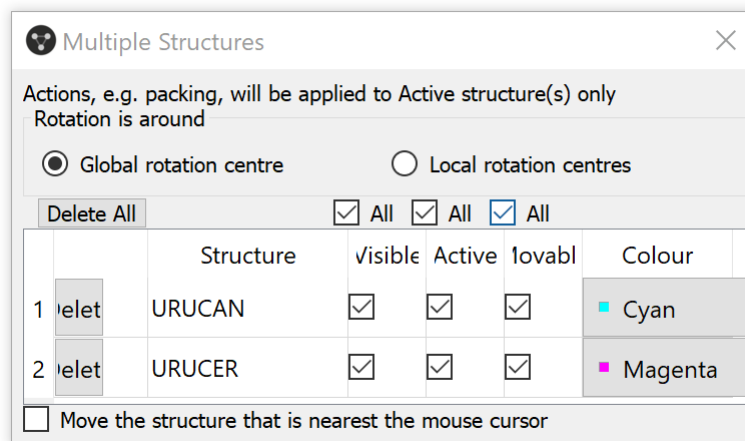 Multiple Structures
Actions, e.g. packing, will be applied to Active structure(s) only
Rotation is around
Global rotation centre Local rotation centres
Delete All All All All
Structure Visible Active Movabl Colour
1 Delet URUCAN Cyan
2 Delet URUCER Magenta
Move the structure that is nearest the mouse cursor